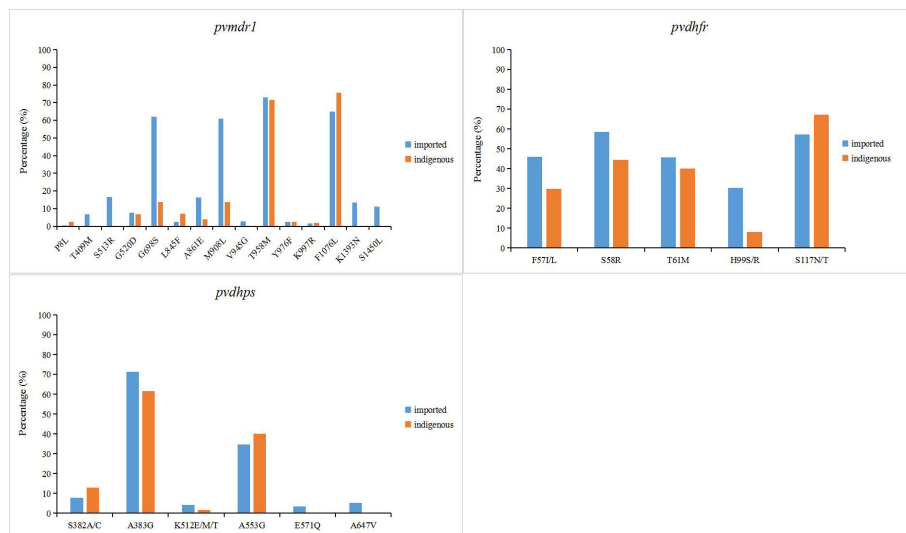 pvmdr1
Percentage (%)
100
90
80
70
60
50
40
30
20
10
0
P8L
T409M
S513R
G520D
G698S
L845F
A861E
M908L
V945G
T958M
Y976F
K997R
F1076L
K1393N
S1450L
imported
indigenous
pvdhfr
Percentage (%)
100
90
80
70
60
50
40
30
20
10
0
F57I/L
S58R
T61M
H99S/R
S117N/T
imported
indigenous
pvdhps
Percentage (%)
100
90
80
70
60
50
40
30
20
10
0
S382A/C
A383G
K512E/M/T
A553G
E571Q
A647V
imported
indigenous